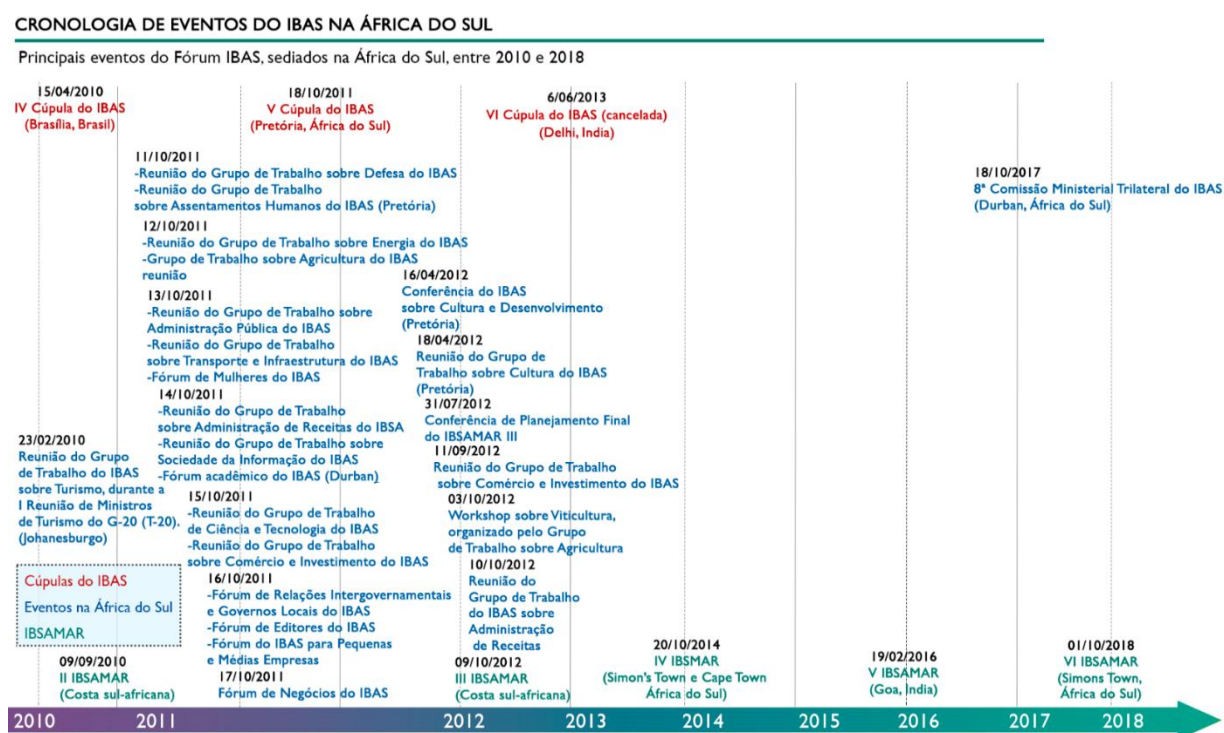 CRONOLOGIA DE EVENTOS DO IBAS NA ÁFRICA DO SUL
Principais eventos do Fórum IBAS, sediados na África do Sul, entre 2010 e 2018
15/04/2010
IV Cúpula do IBAS
(Brasília, Brasil)
18/10/2011
V Cúpula do IBAS
(Pretória, África do Sul)
6/06/2013
VI Cúpula do IBAS (cancelada)
(Delhi, India)
11/10/2011
-Reunião do Grupo de Trabalho sobre Defesa do IBAS
-Reunião do Grupo de Trabalho
sobre Assentamentos Humanos do IBAS (Pretória)
18/10/2017
8ª Comissão Ministerial Trilateral do IBAS
(Durban, África do Sul)
12/10/2011
-Reunião do Grupo de Trabalho sobre Energia do IBAS
-Grupo de Trabalho sobre Agricultura do IBAS
reunião
13/10/2011
-Reunião do Grupo de Trabalho sobre
Administração Pública do IBAS
-Reunião do Grupo de Trabalho
sobre Transporte e Infraestrutura do IBAS
-Fórum de Mulheres do IBAS
14/10/2011
-Reunião do Grupo de Trabalho
sobre Administração de Receitas do IBSA
-Reunião do Grupo de Trabalho sobre
Sociedade da Informação do IBAS
-Fórum acadêmico do IBAS (Durban)
16/04/2012
Conferência do IBAS
sobre Cultura e Desenvolvimento
(Pretória)
18/04/2012
Reunião do Grupo de
Trabalho sobre Cultura do IBAS
(Pretória)
31/07/2012
Conferência de Planejamento Final
do IBSAMAR III
11/09/2012
Reunião do Grupo de Trabalho
sobre Comércio e Investimento do IBAS
03/10/2012
Workshop sobre Viticultura,
organizado pelo Grupo
de Trabalho sobre Agricultura
10/10/2012
Reunião do
Grupo de Trabalho
do IBAS sobre
Administração
de Receitas
23/02/2010
Reunião do Grupo
de Trabalho do IBAS
sobre Turismo, durante a
I Reunião de Ministros
de Turismo do G-20 (T-20).
(Johanesburgo)
15/10/2011
-Reunião do Grupo de Trabalho
de Ciência e Tecnologia do IBAS
-Reunião do Grupo de Trabalho
sobre Comércio e Investimento do IBAS
16/10/2011
-Fórum de Relações Intergovernamentais
e Governos Locais do IBAS
-Fórum de Editores do IBAS
-Fórum do IBAS para Pequenas
e Médias Empresas
17/10/2011
Fórum de Negócios do IBAS
Cúpulas do IBAS
Eventos na África do Sul
IBSAMAR
09/09/2010
II IBSAMAR
(Costa sul-africana)
09/10/2012
III IBSAMAR
(Costa sul-africana)
20/10/2014
IV IBSMAR
(Simon's Town e Cape Town
África do Sul)
19/02/2016
V IBSAMAR
(Goa, India)
01/10/2018
VI IBSAMAR
(Simons Town,
África do Sul)
2010 2011 2012 2013 2014 2015 2016 2017 2018